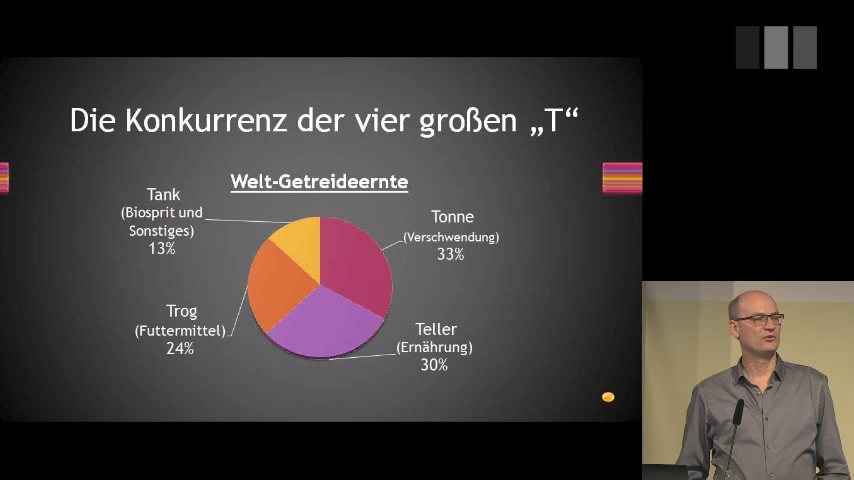 Die Konkurrenz der vier großen „T“
Welt-Getreideernte
Tank
(Biosprit und
Sonstiges)
13%
Tonne
(Verschwendung)
33%
Trog
(Futtermittel)
24%
Teller
(Ernährung)
30%